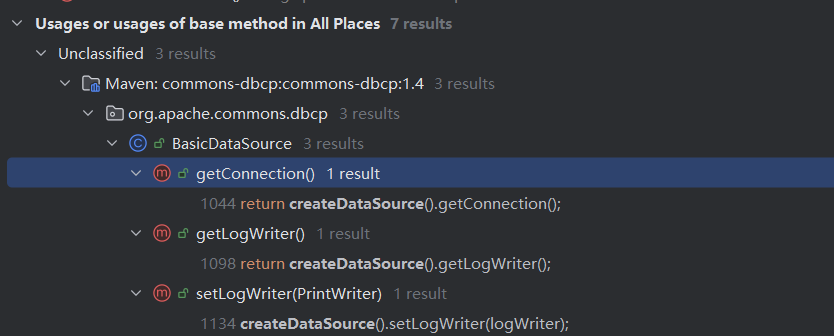 Usages or usages of base method in All Places 7 results
Unclassified 3 results
Maven: commons-dbcp:commons-dbcp:1.4 3 results
org.apache.commons.dbcp 3 results
BasicDataSource 3 results
getConnection() 1 result
1044 return createDataSource().getConnection();
getLogWriter() 1 result
1098 return createDataSource().getLogWriter();
setLogWriter(PrintWriter) 1 result
1134 createDataSource().setLogWriter(logWriter);